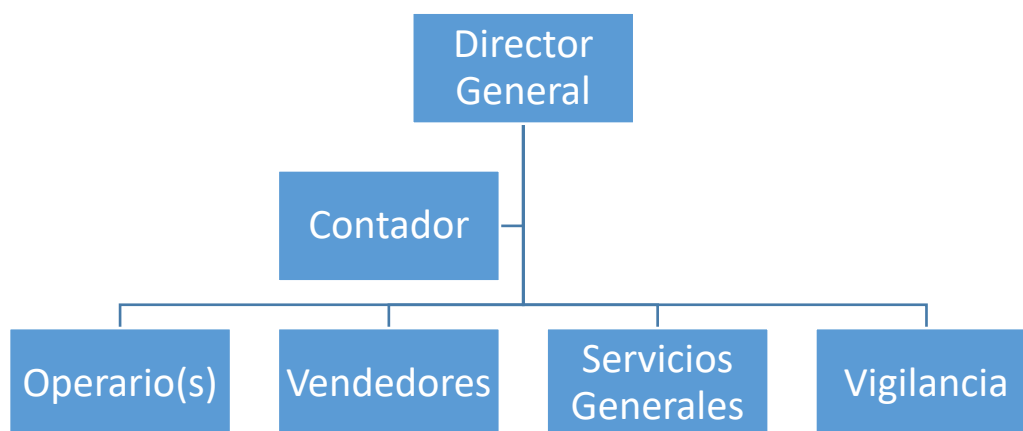 Director
General
Contador
Operario(s)
Vendedores
Servicios
Generales
Vigilancia